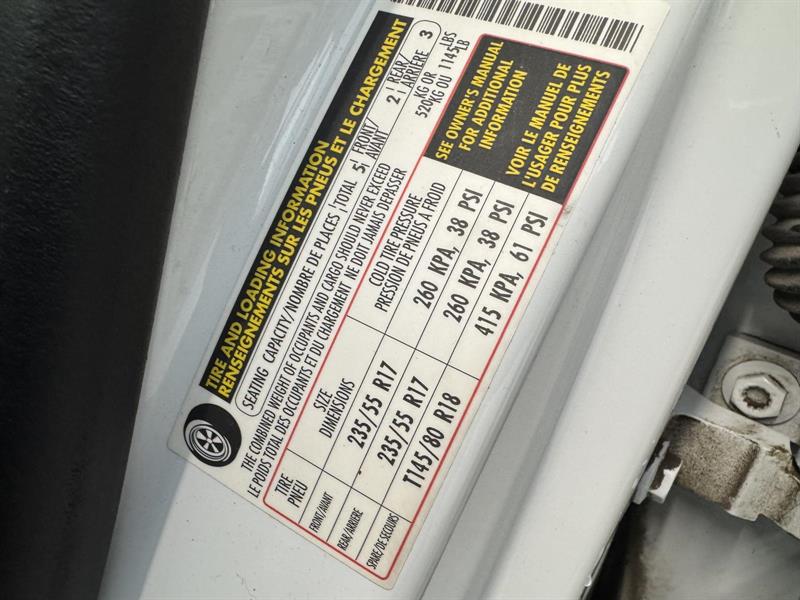 TIRE AND LOADING INFORMATION
RENSEIGNEMENTS SUR LES PNEUS ET LE CHARGEMENT
SEATING CAPACITY/NOMBRE DE PLACES TOTAL 5 FRONT/AVANT 2 REAR/ARRIÈRE 3
THE COMBINED WEIGHT OF OCCUPANTS AND CARGO SHOULD NEVER EXCEED 520KG OR 1145LBS
LE POIDS TOTAL DES OCCUPANTS ET DU CHARGEMENT NE DOIT JAMAIS DEPASSER KG OU LB
TIRE
PNEU
SIZE
DIMENSIONS
COLD TIRE PRESSURE
PRESSION DE PNEUS A FROID
FRONT/AVANT 235/55 R17 260 KPA, 38 PSI
REAR/ARRIERE 235/55 R17 260 KPA, 38 PSI
SPARE/DE SECOURS T145/80 R18 415 KPA, 61 PSI
SEE OWNER'S MANUAL
FOR ADDITIONAL
INFORMATION
VOIR LE MANUEL DE
L'USAGER POUR PLUS
DE RENSEIGNEMENTS